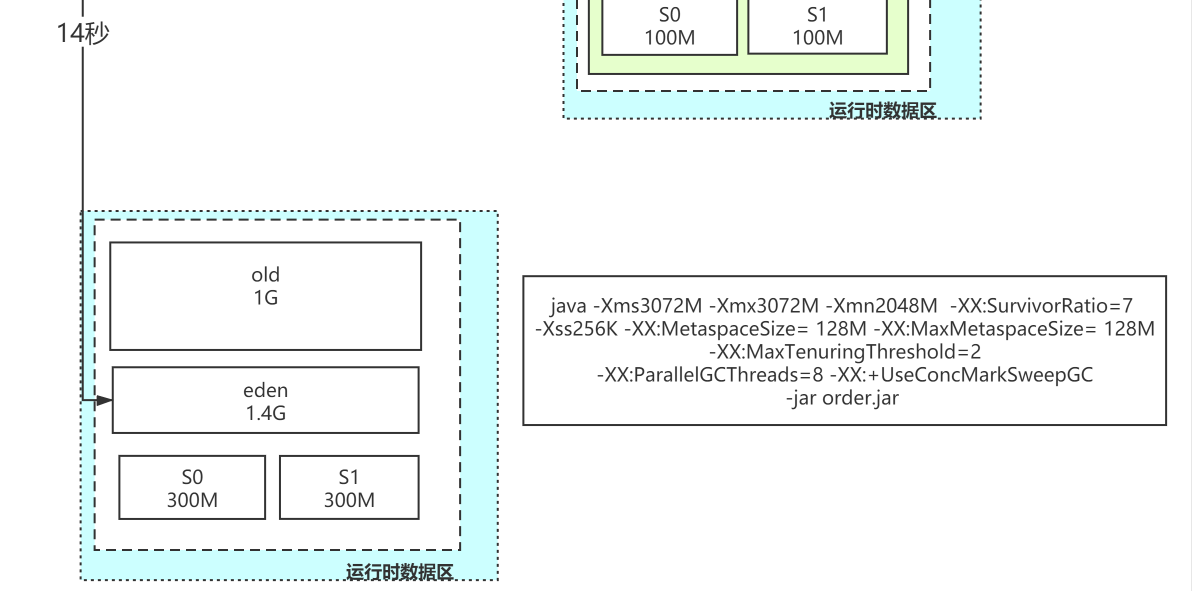 14秒
S0
100M
S1
100M
运行时数据区
old
1G
eden
1.4G
S0
300M
S1
300M
运行时数据区
java -Xms3072M -Xmx3072M -Xmn2048M  -XX:SurvivorRatio=7
-Xss256K -XX:MetaspaceSize= 128M -XX:MaxMetaspaceSize= 128M
-XX:MaxTenuringThreshold=2
-XX:ParallelGCThreads=8 -XX:+UseConcMarkSweepGC
-jar order.jar